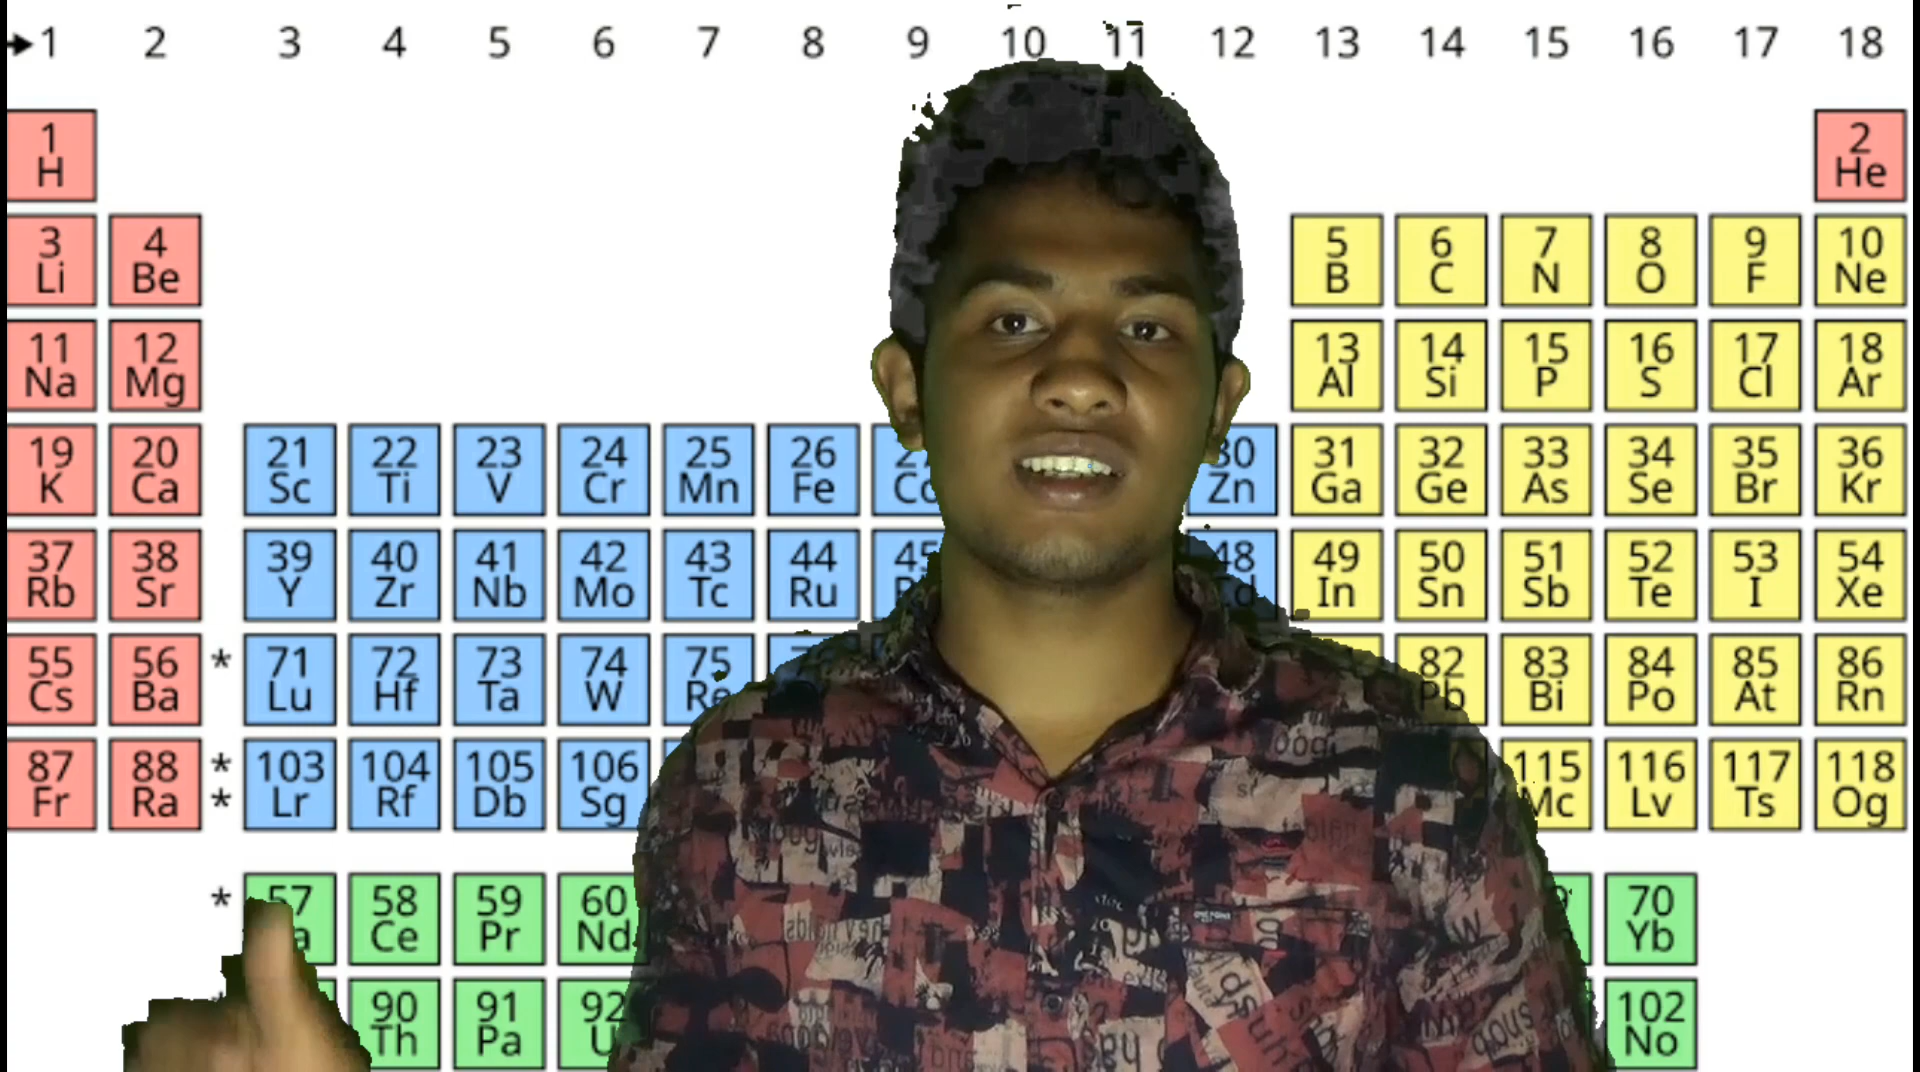 1 2 3 4 5 6 7 8 9 10 11 12 13 14 15 16 17 18
1 2
H He
3 4 5 6 7 8 9 10
Li Be B C N O F Ne
11 12 13 14 15 16 17 18
Na Mg Al Si P S Cl Ar
19 20 21 22 23 24 25 26 30 31 32 33 34 35 36
K Ca Sc Ti V Cr Mn Fe Co Zn Ga Ge As Se Br Kr
37 38 39 40 41 42 43 44 45 48 49 50 51 52 53 54
Rb Sr Y Zr Nb Mo Tc Ru Cd In Sn Sb Te I Xe
55 56 * 71 72 73 74 75 82 83 84 85 86
Cs Ba Lu Hf Ta W Re Pb Bi Po At Rn
87 88 * 103 104 105 106 115 116 117 118
Fr Ra * Lr Rf Db Sg Mc Lv Ts Og
* 57 58 59 60 70
Ce Pr Nd Yb
90 91 92 102
Th Pa U No